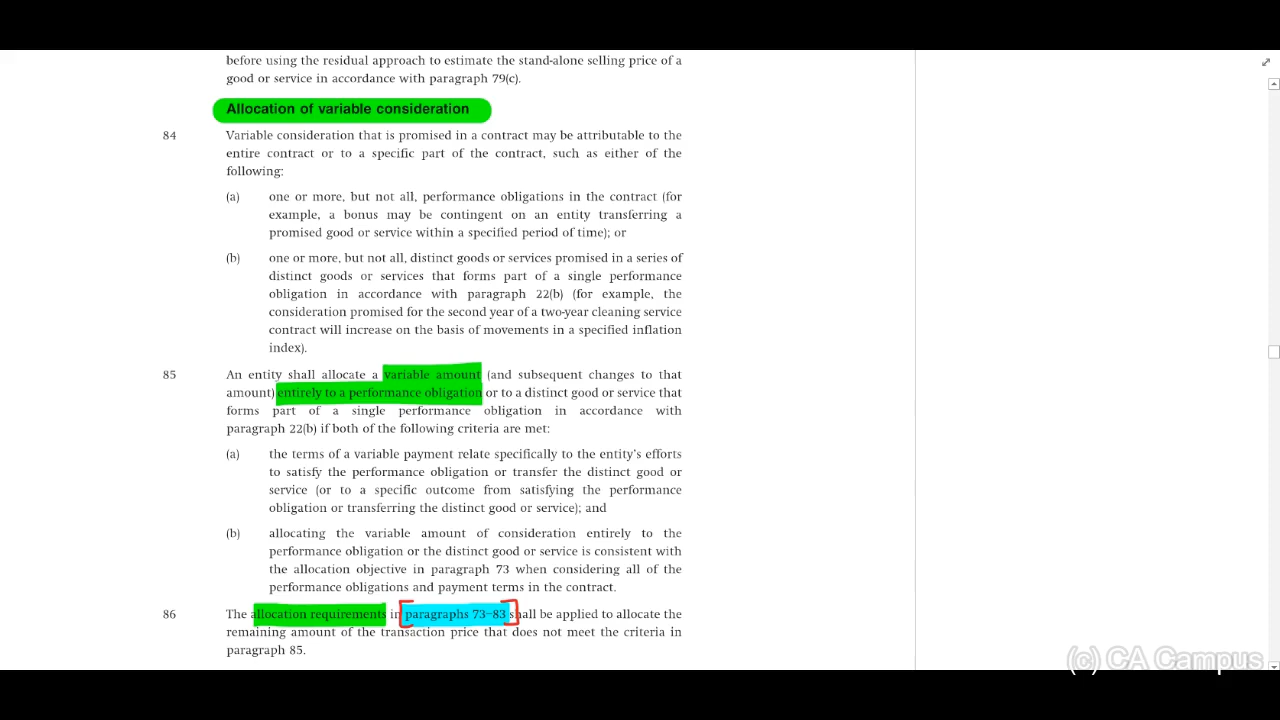 before using the residual approach to estimate the stand-alone selling price of a
good or service in accordance with paragraph 79(c).
Allocation of variable consideration
84 Variable consideration that is promised in a contract may be attributable to the
entire contract or to a specific part of the contract, such as either of the
following:
(a) one or more, but not all, performance obligations in the contract (for
example, a bonus may be contingent on an entity transferring a
promised good or service within a specified period of time); or
(b) one or more, but not all, distinct goods or services promised in a series of
distinct goods or services that forms part of a single performance
obligation in accordance with paragraph 22(b) (for example, the
consideration promised for the second year of a two-year cleaning service
contract will increase on the basis of movements in a specified inflation
index).
85 An entity shall allocate a variable amount (and subsequent changes to that
amount) entirely to a performance obligation or to a distinct good or service that
forms part of a single performance obligation in accordance with
paragraph 22(b) if both of the following criteria are met:
(a) the terms of a variable payment relate specifically to the entity's efforts
to satisfy the performance obligation or transfer the distinct good or
service (or to a specific outcome from satisfying the performance
obligation or transferring the distinct good or service); and
(b) allocating the variable amount of consideration entirely to the
performance obligation or the distinct good or service is consistent with
the allocation objective in paragraph 73 when considering all of the
performance obligations and payment terms in the contract.
86 The allocation requirements in paragraphs 73–83 shall be applied to allocate the
remaining amount of the transaction price that does not meet the criteria in
paragraph 85.
(c) CA Campus